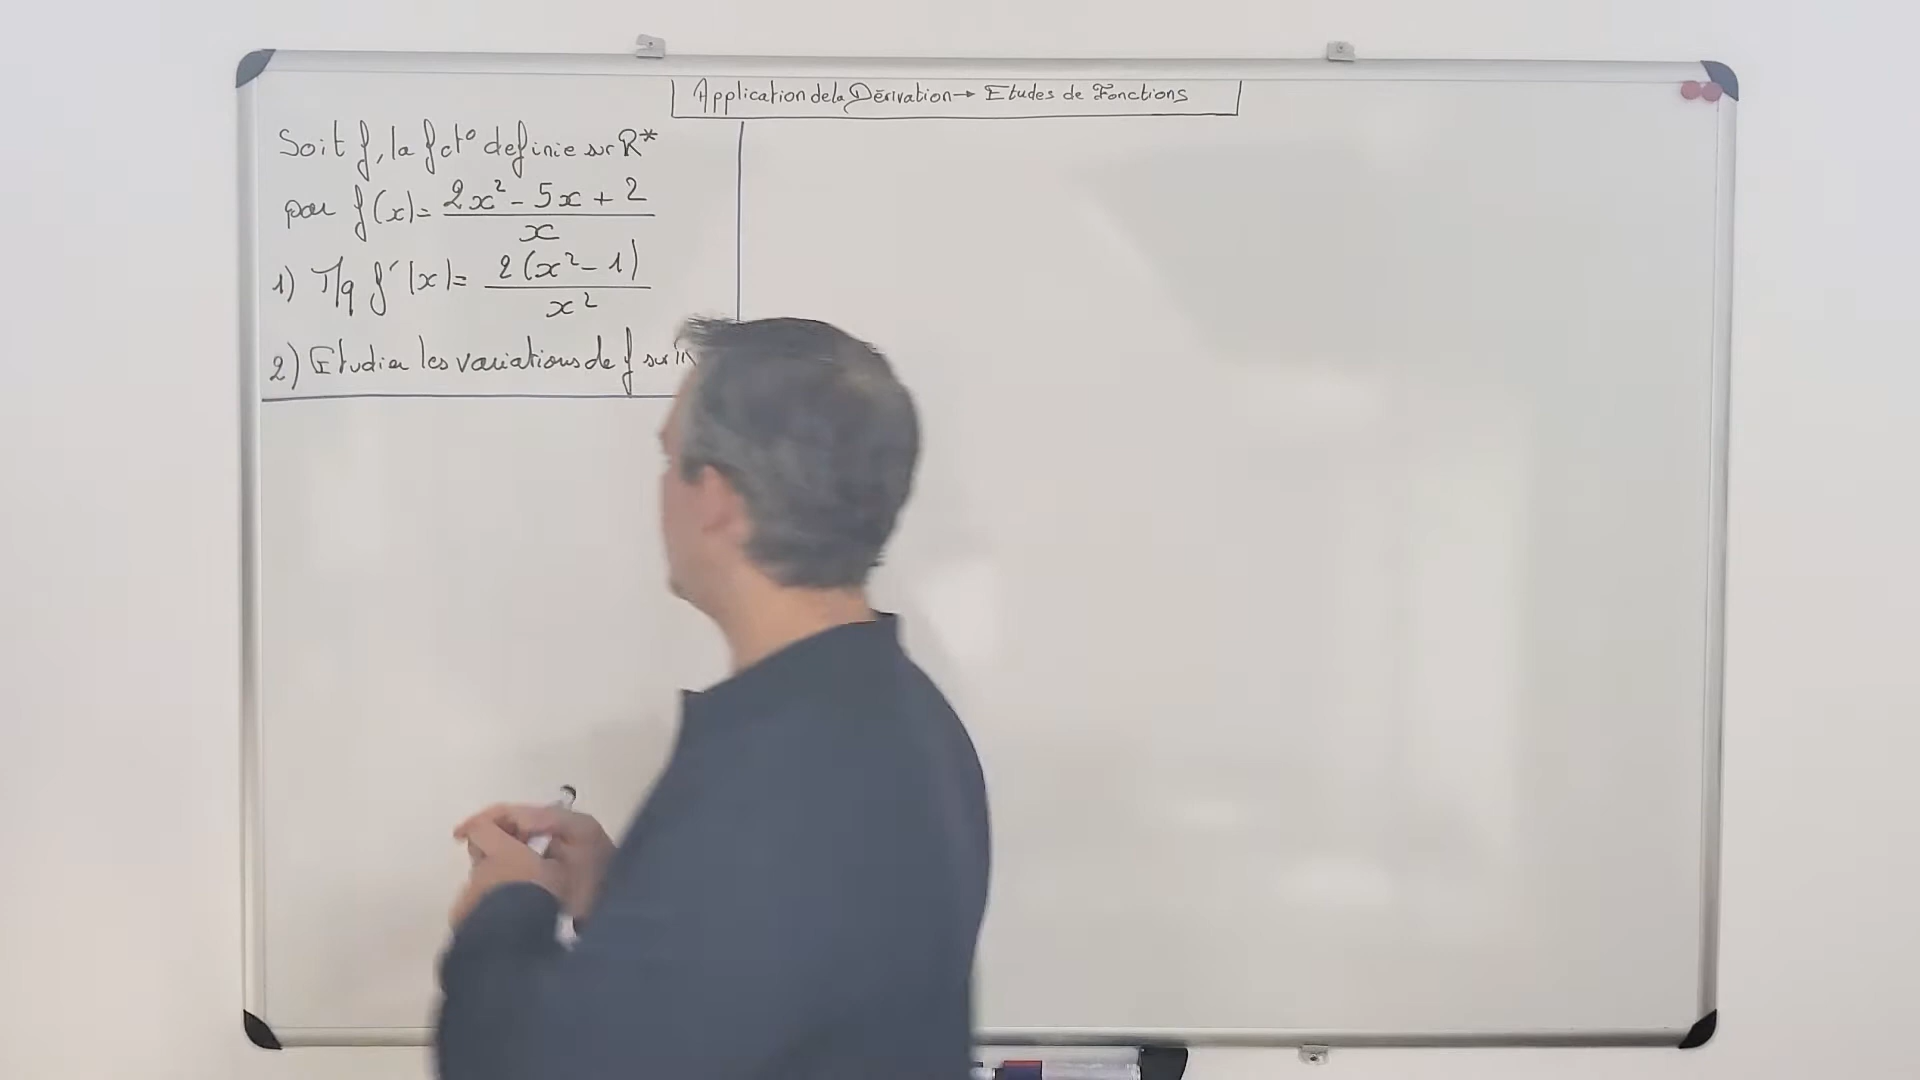 Application de la Dérivation → Etudes de Fonctions
Soit f, la fct° definie sur R*
par f(x)= (2x² - 5x + 2)/x
1) T/q f'(x)= 2(x² - 1)/x²
2) Etudier les variations de f sur